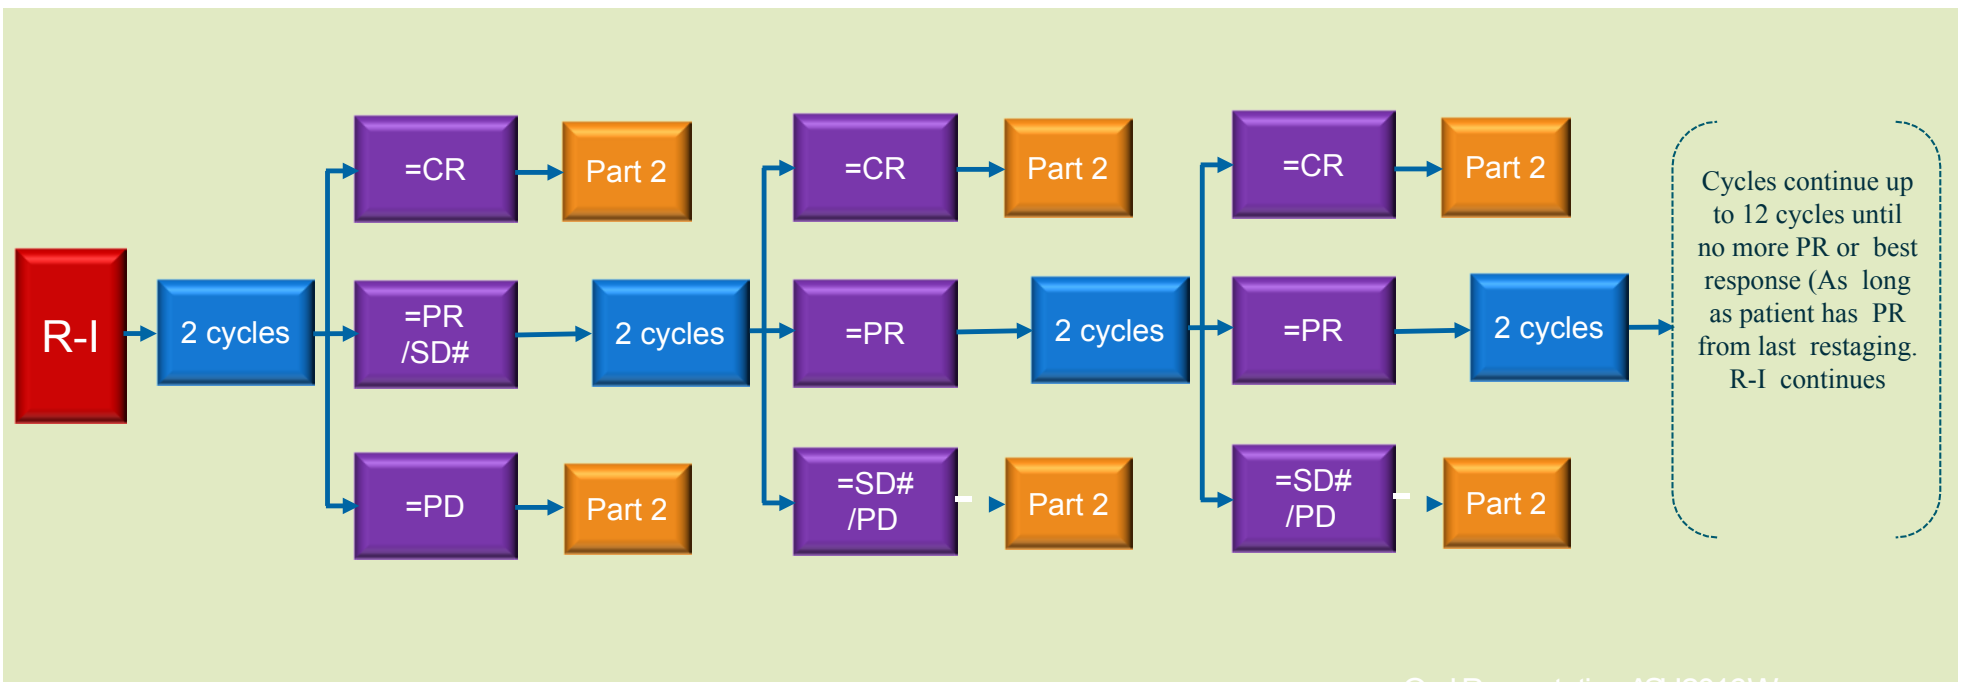 R-I
2 cycles
=CR
Part 2
=PR
/SD#
=PD
Part 2
2 cycles
=CR
Part 2
=PR
=SD#
/PD
Part 2
2 cycles
=CR
Part 2
=PR
=SD#
/PD
Part 2
2 cycles
Cycles continue up
to 12 cycles until
no more PR or best
response (As long
as patient has PR
from last restaging.
R-I continues